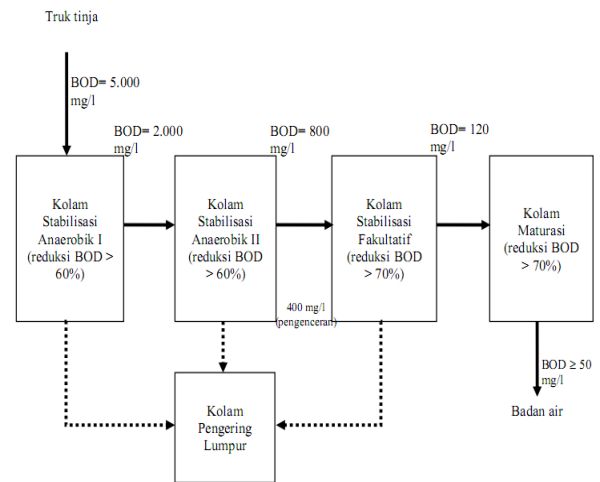 Truk tinja
BOD= 5.000
mg/l
BOD= 2.000
mg/l
BOD= 800
mg/l
BOD= 120
mg/l
Kolam
Stabilisasi
Anaerobik I
(reduksi BOD >
60%)
Kolam
Stabilisasi
Anaerobik II
(reduksi BOD
> 60%)
Kolam
Stabilisasi
Fakultatif
(reduksi BOD
> 70%)
Kolam
Maturasi
(reduksi BOD
> 70%)
400 mg/l
(pengenceran)
BOD ≥ 50
mg/l
Badan air
Kolam
Pengering
Lumpur